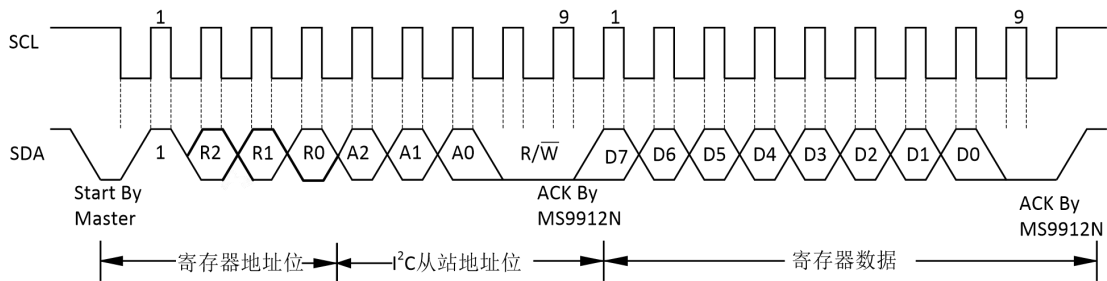 1 9 1 9
SCL
SDA 1 R2 R1 R0 A2 A1 A0 R/W̅ D7 D6 D5 D4 D3 D2 D1 D0
Start By
Master
ACK By
MS9912N
ACK By
MS9912N
寄存器地址位 I²C从站地址位 寄存器数据